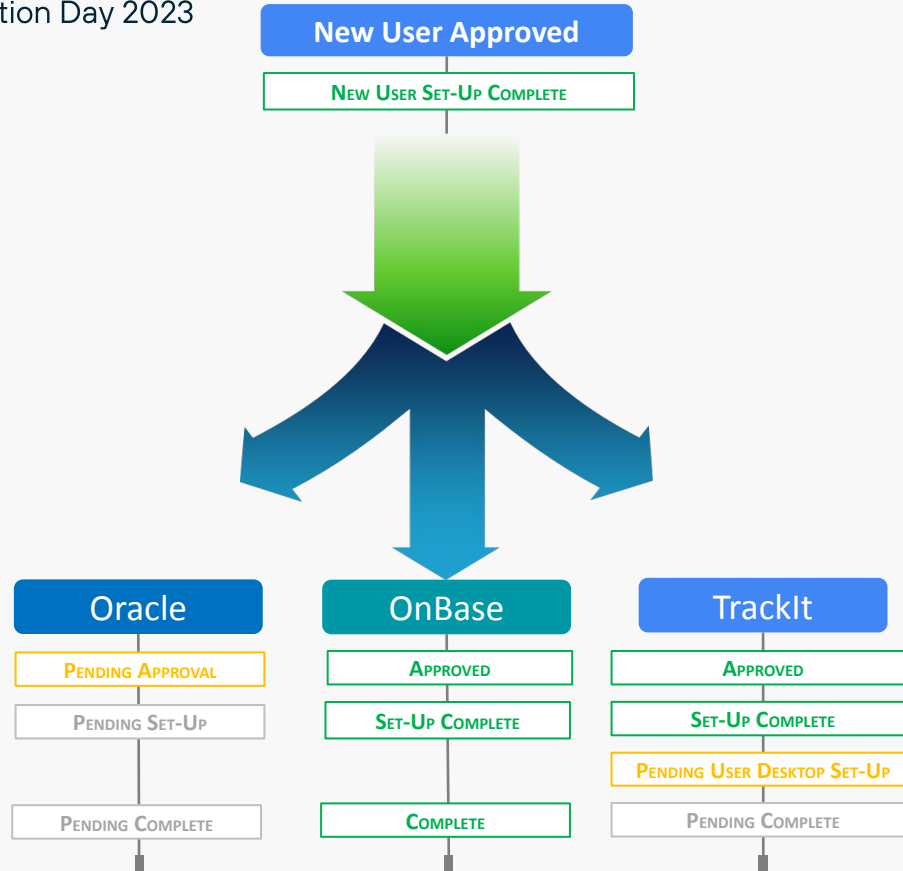 tion Day 2023
New User Approved
New User Set-Up Complete
Oracle
OnBase
TrackIt
Pending Approval
Approved
Approved
Pending Set-Up
Set-Up Complete
Set-Up Complete
Pending User Desktop Set-Up
Pending Complete
Complete
Pending Complete